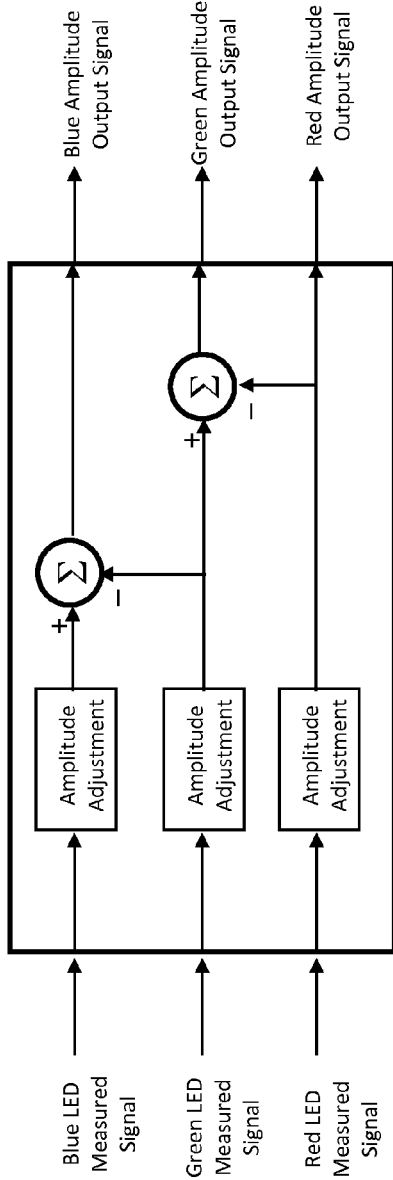 Blue LED
Measured
Signal
Green LED
Measured
Signal
Red LED
Measured
Signal
Amplitude
Adjustment
Amplitude
Adjustment
Amplitude
Adjustment
+
Σ
−
+
Σ
−
Blue Amplitude
Output Signal
Green Amplitude
Output Signal
Red Amplitude
Output Signal